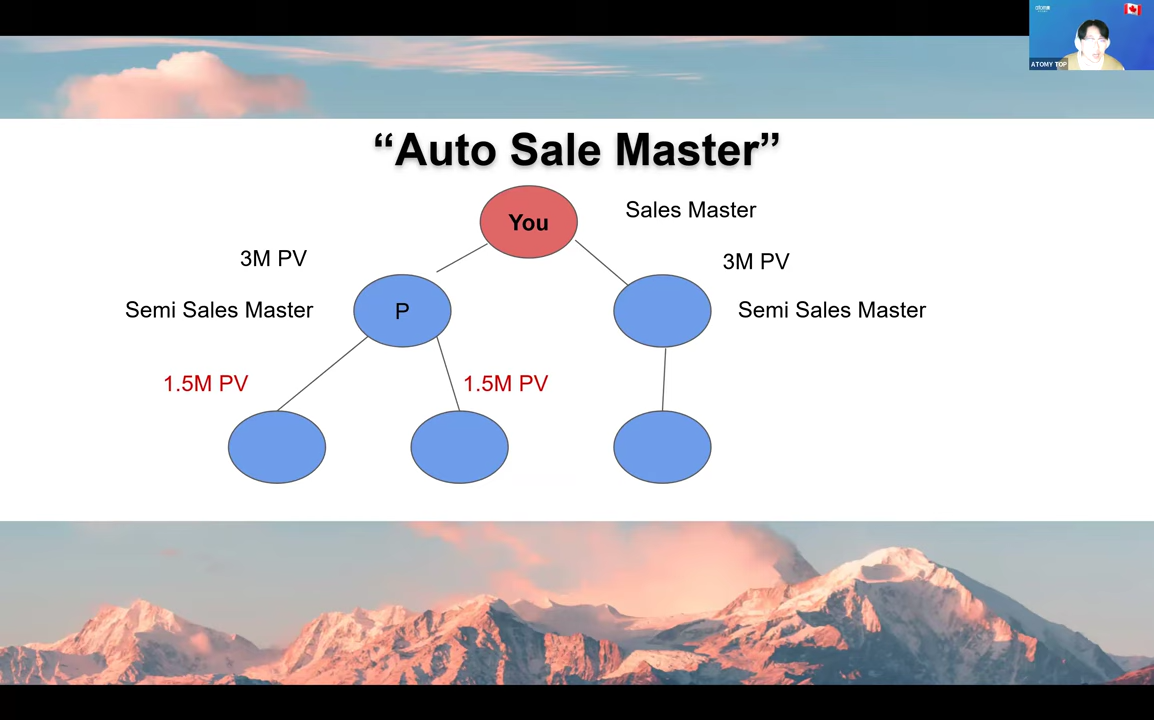 “Auto Sale Master”
You
Sales Master
3M PV
3M PV
Semi Sales Master
P
Semi Sales Master
1.5M PV
1.5M PV
ATOMY TOP